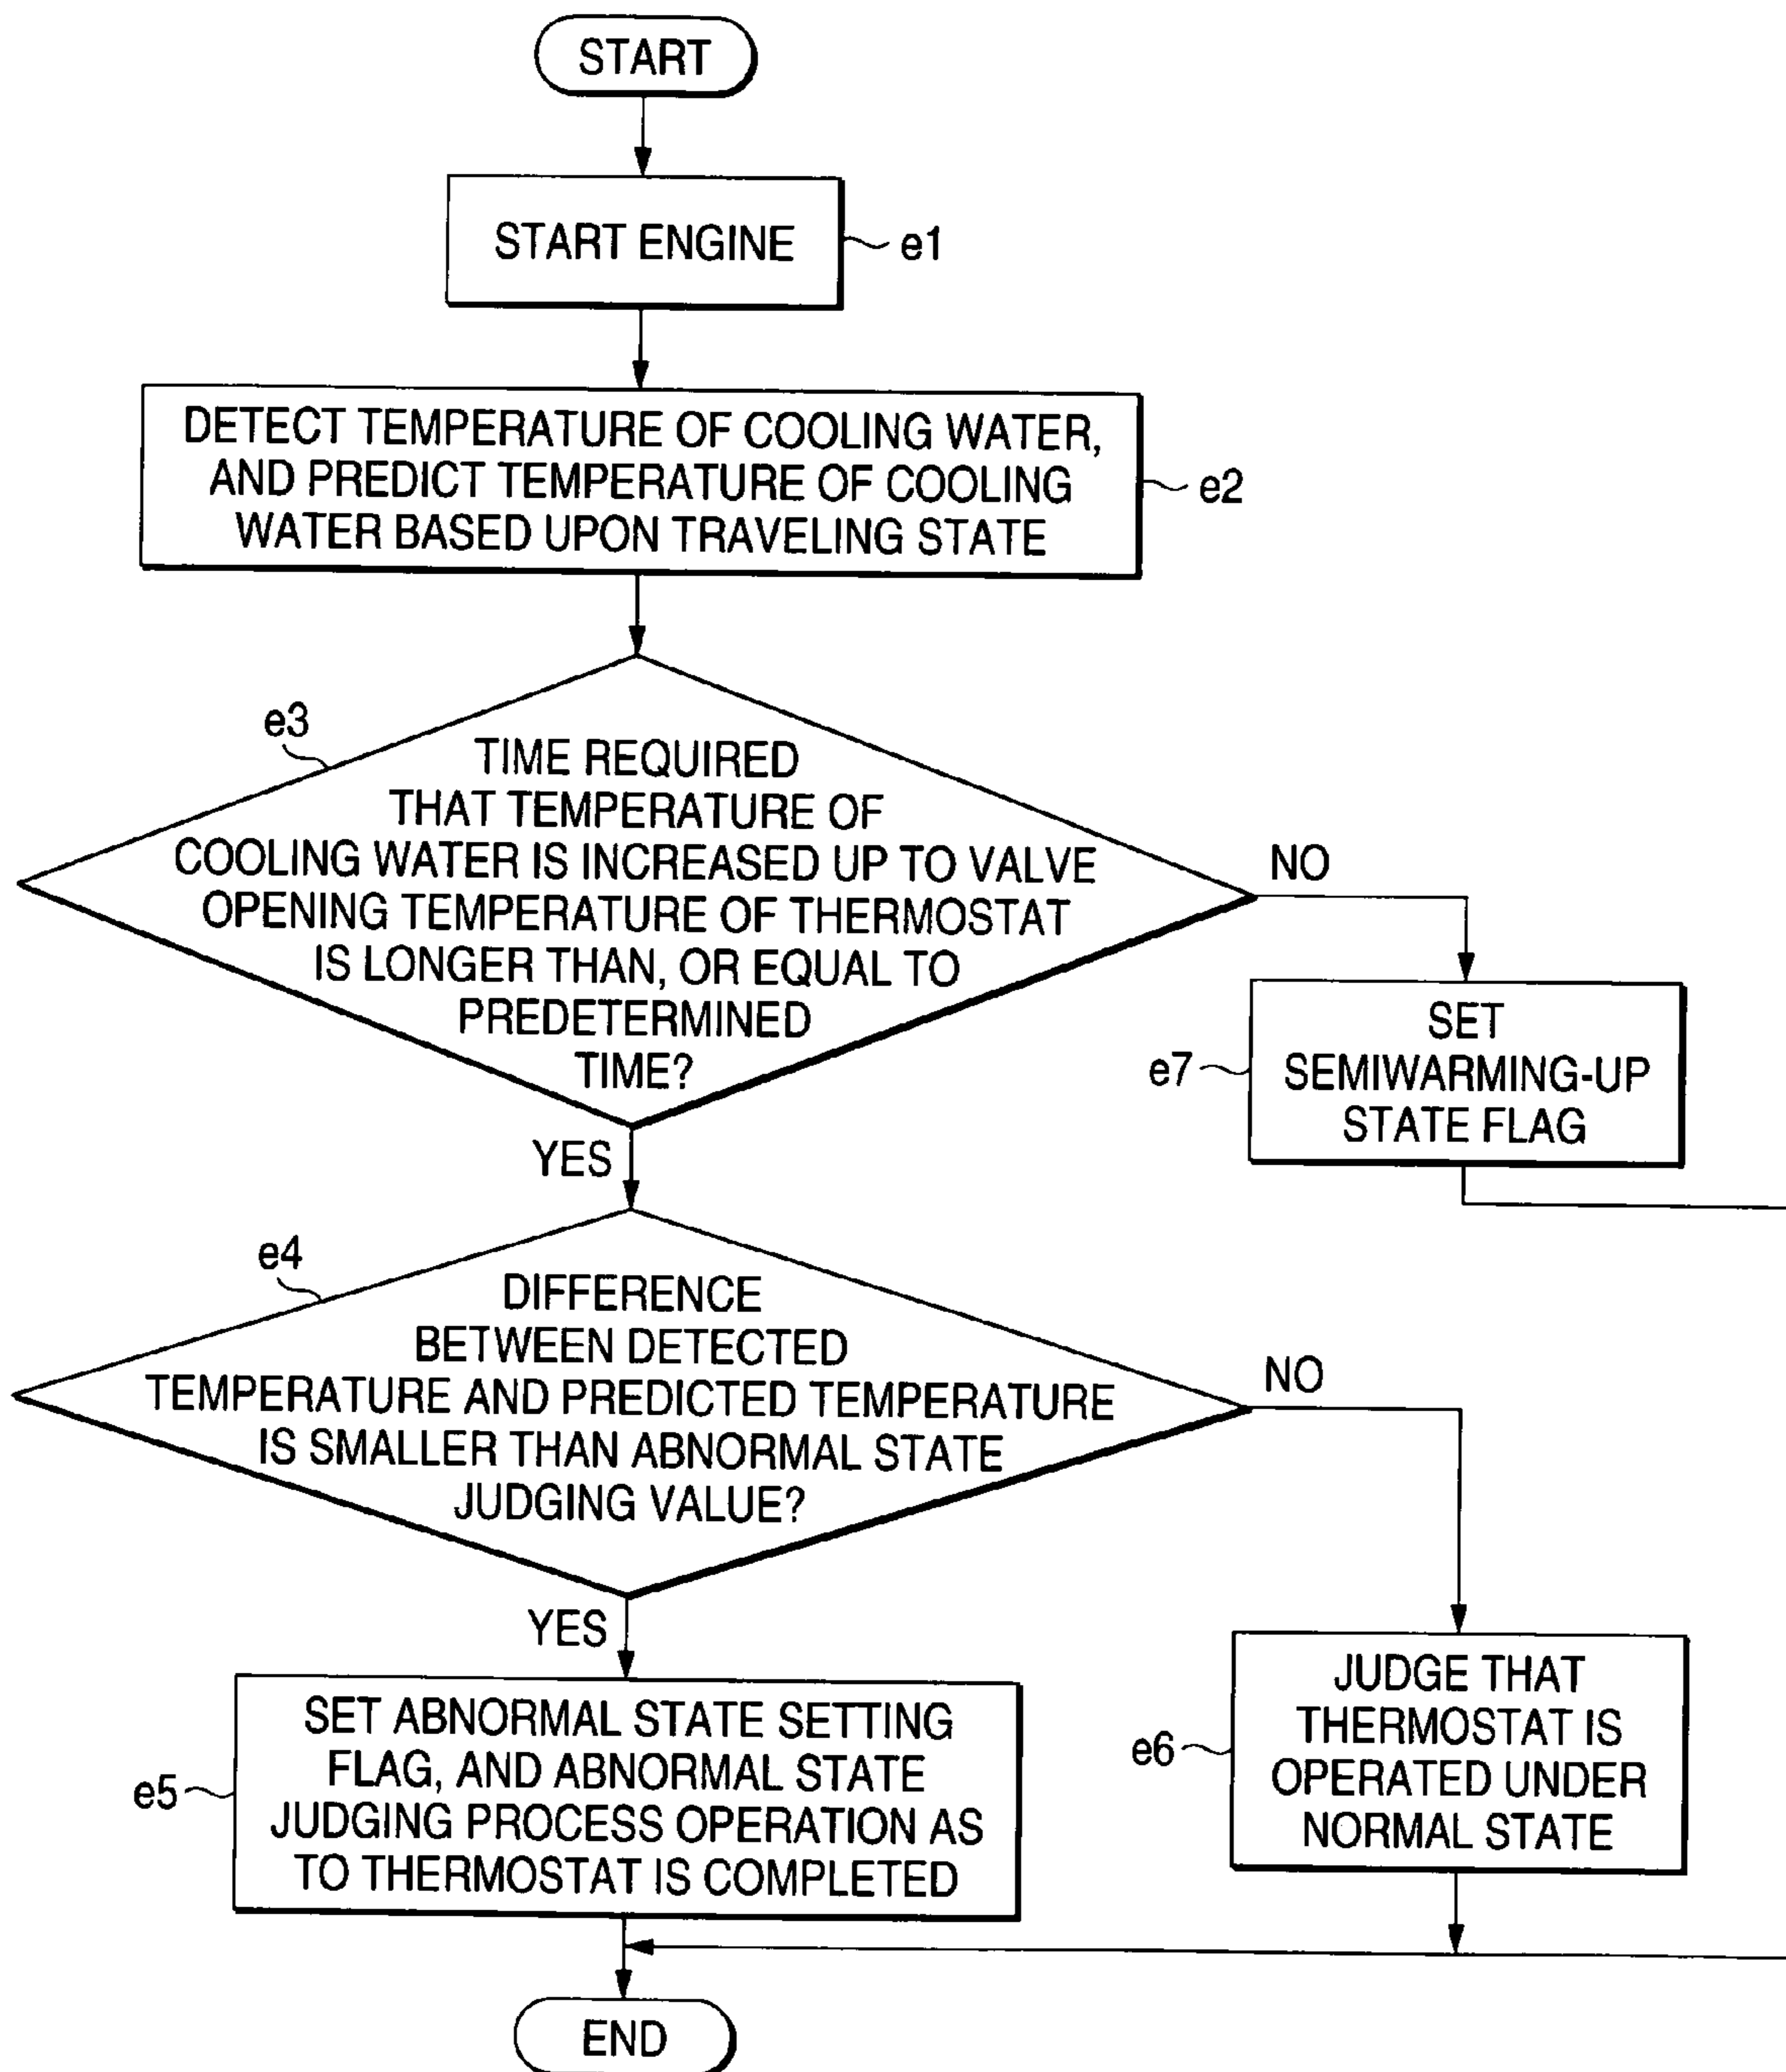 START
START ENGINE
e1
DETECT TEMPERATURE OF COOLING WATER,
AND PREDICT TEMPERATURE OF COOLING
WATER BASED UPON TRAVELING STATE
e2
e3
TIME REQUIRED
THAT TEMPERATURE OF
COOLING WATER IS INCREASED UP TO VALVE
OPENING TEMPERATURE OF THERMOSTAT
IS LONGER THAN, OR EQUAL TO
PREDETERMINED
TIME?
NO
SET
SEMIWARMING-UP
STATE FLAG
e7
YES
e4
DIFFERENCE
BETWEEN DETECTED
TEMPERATURE AND PREDICTED TEMPERATURE
IS SMALLER THAN ABNORMAL STATE
JUDGING VALUE?
NO
YES
SET ABNORMAL STATE SETTING
FLAG, AND ABNORMAL STATE
JUDGING PROCESS OPERATION AS
TO THERMOSTAT IS COMPLETED
e5
JUDGE THAT
THERMOSTAT IS
OPERATED UNDER
NORMAL STATE
e6
END